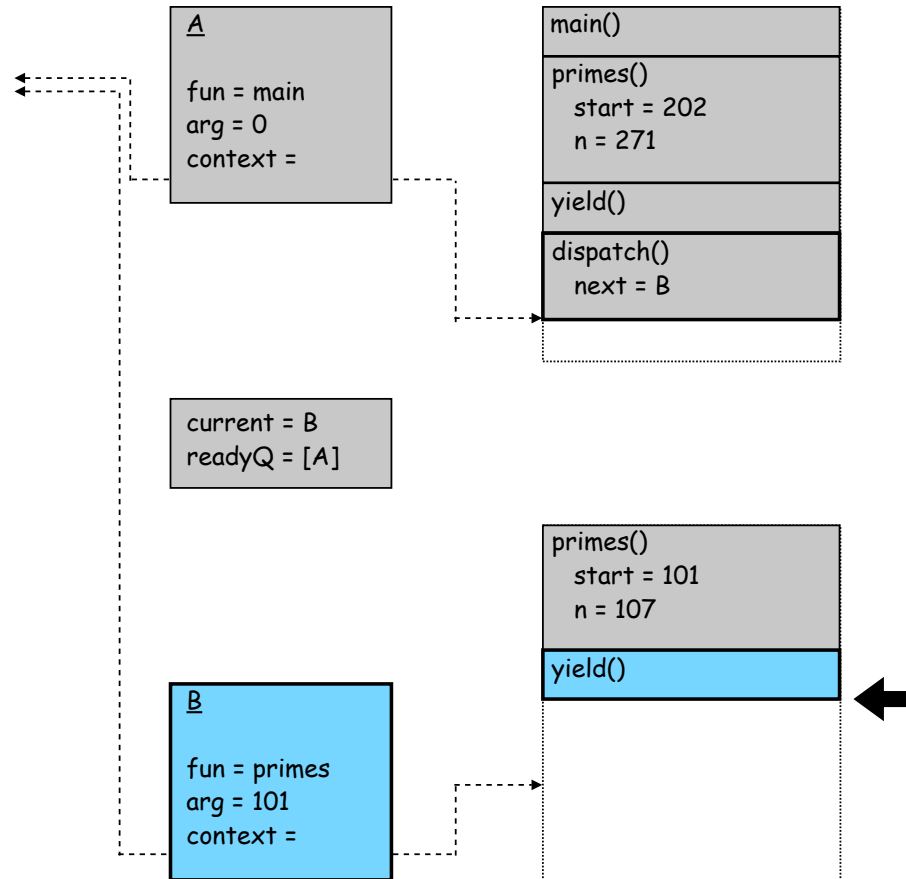 A
fun = main
arg = 0
context =
main()
primes()
start = 202
n = 271
yield()
dispatch()
next = B
current = B
readyQ = [A]
primes()
start = 101
n = 107
yield()
B
fun = primes
arg = 101
context =